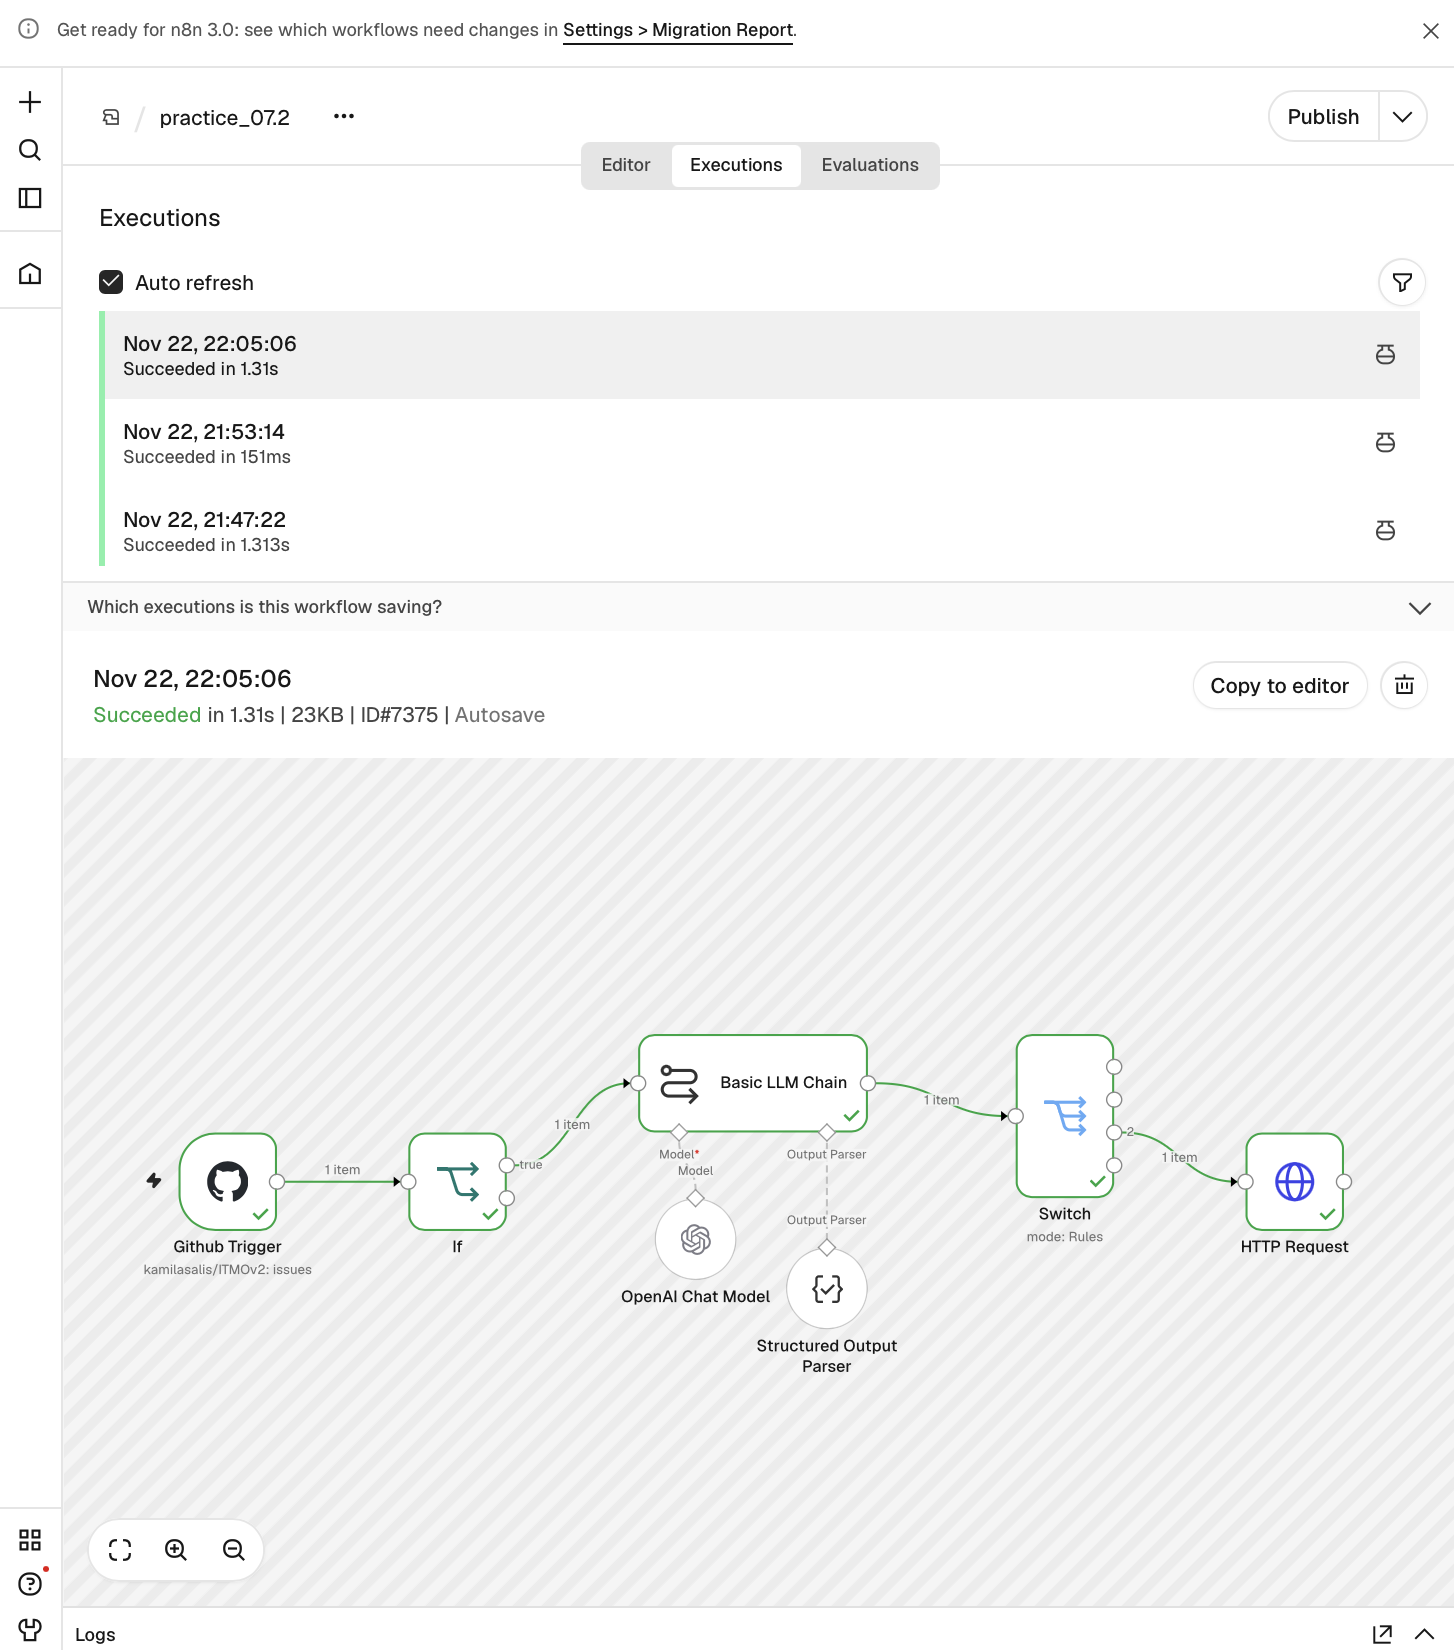 Get ready for n8n 3.0: see which workflows need changes in Settings > Migration Report.
practice_07.2
Publish
Editor
Executions
Evaluations
Executions
Auto refresh
Nov 22, 22:05:06
Succeeded in 1.31s
Nov 22, 21:53:14
Succeeded in 151ms
Nov 22, 21:47:22
Succeeded in 1.313s
Which executions is this workflow saving?
Nov 22, 22:05:06
Succeeded in 1.31s | 23KB | ID#7375 | Autosave
Copy to editor
Github Trigger
kamilasalis/ITMOv2: issues
1 item
If
true
1 item
Basic LLM Chain
Model*
Model
OpenAI Chat Model
Output Parser
Output Parser
Structured Output
Parser
1 item
Switch
mode: Rules
2
1 item
HTTP Request
Logs